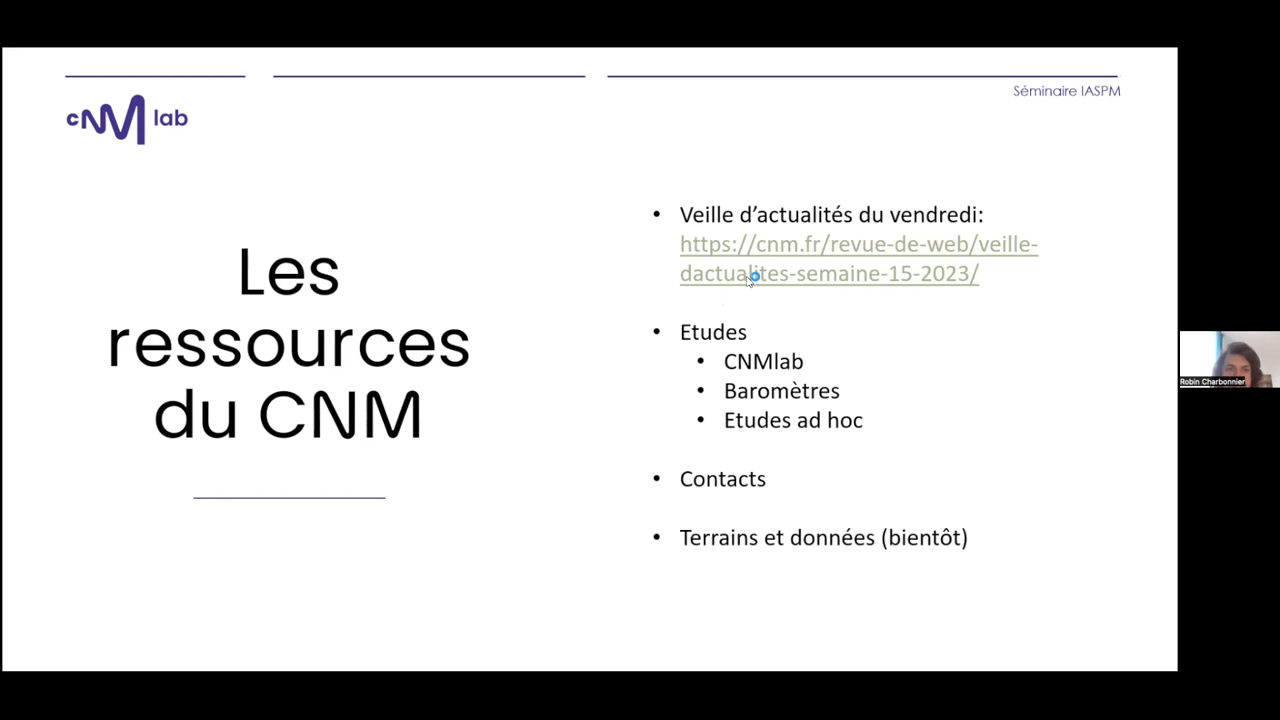 Séminaire IASPM
cNM lab
Les
ressources
du CNM
• Veille d’actualités du vendredi:
https://cnm.fr/revue-de-web/veille-
dactualites-semaine-15-2023/
• Etudes
• CNMlab
• Baromètres
• Etudes ad hoc
• Contacts
• Terrains et données (bientôt)
Robin Charbonnier